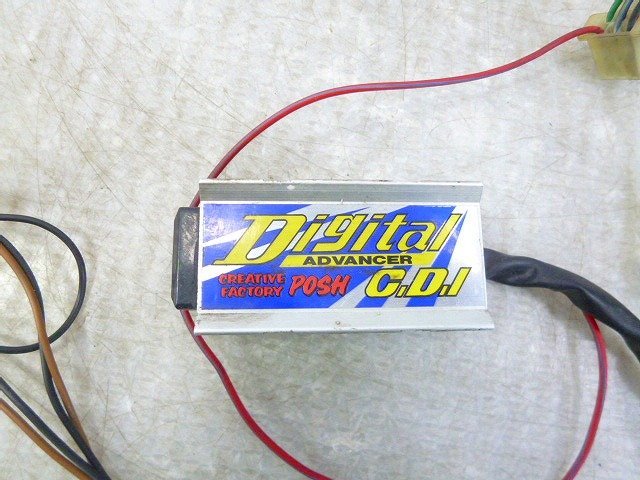 Digital
ADVANCER
CREATIVE
FACTORY POSH C.D.I